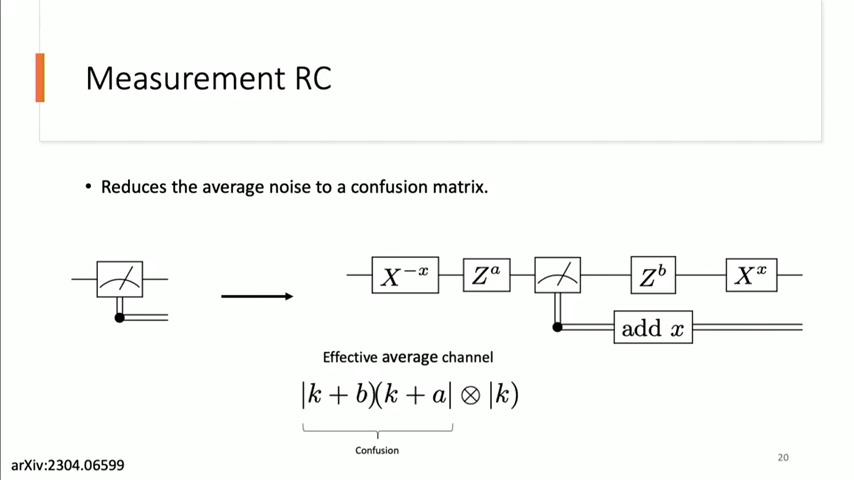 Measurement RC
• Reduces the average noise to a confusion matrix.
X^{-x} Z^a Z^b X^x
add x
Effective average channel
|k + b)(k + a| ⊗ |k)
Confusion
arXiv:2304.06599
20